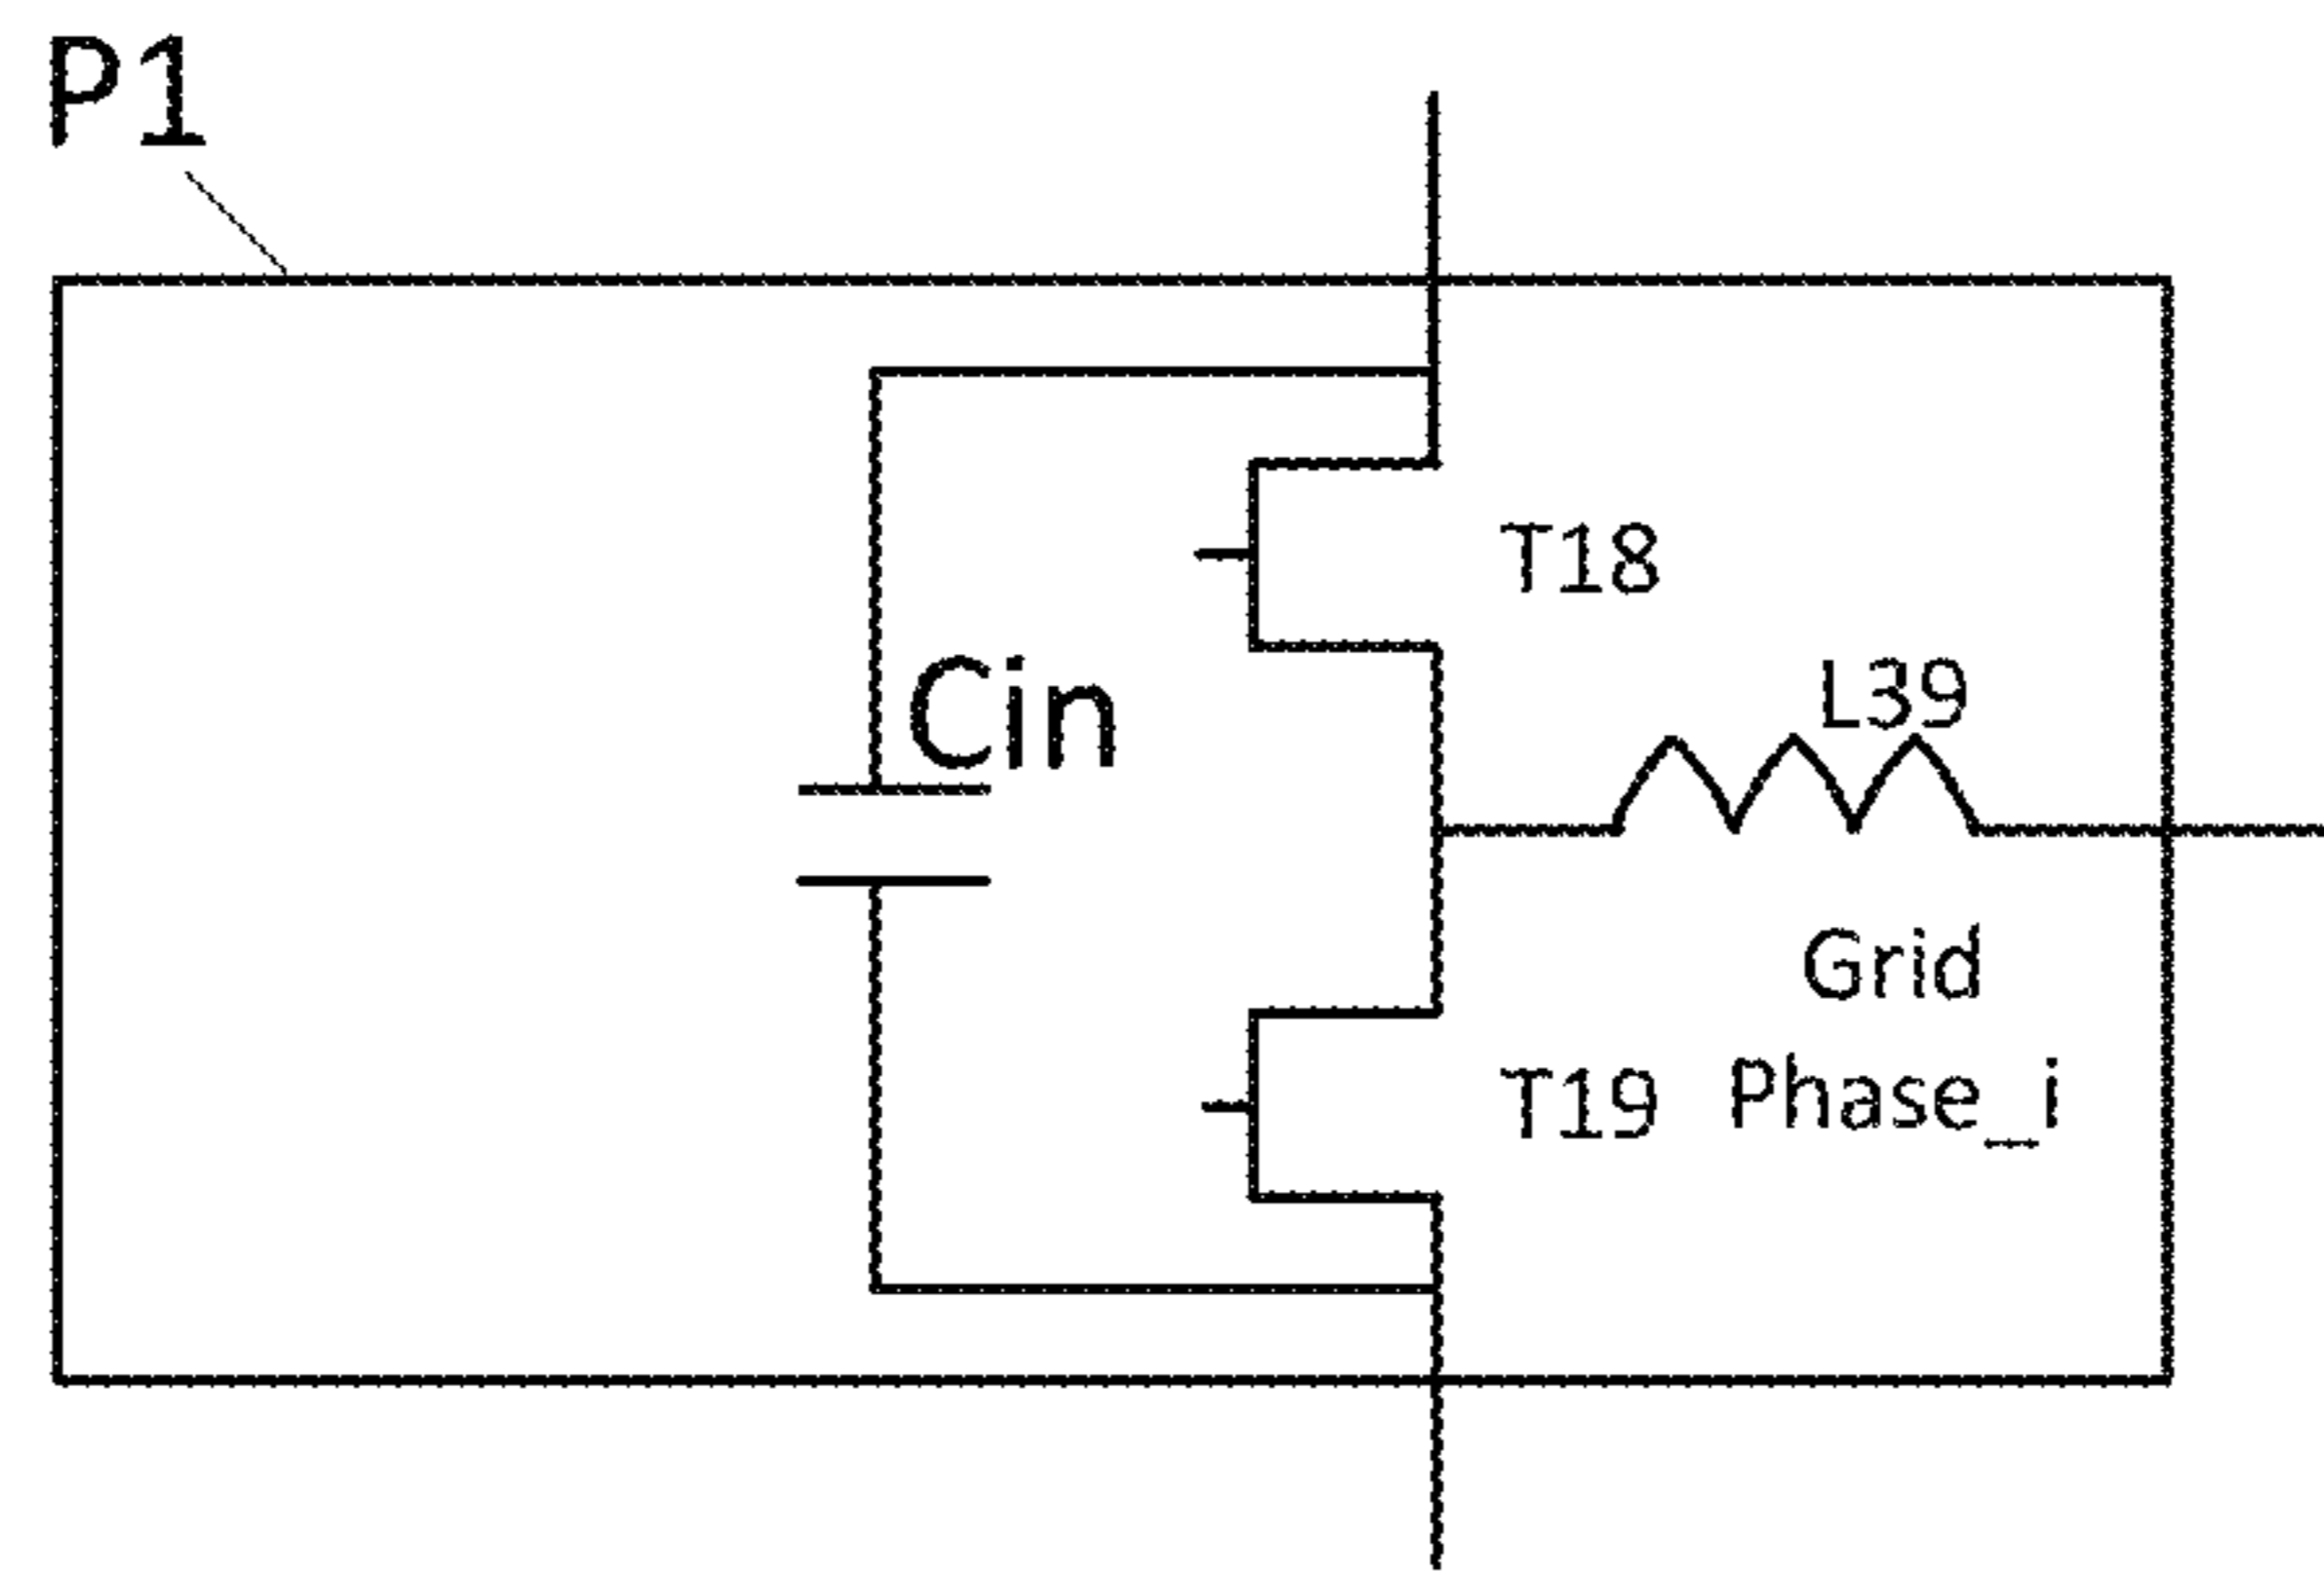 P1
T18
L39
Cin
Grid
T19 Phase_i